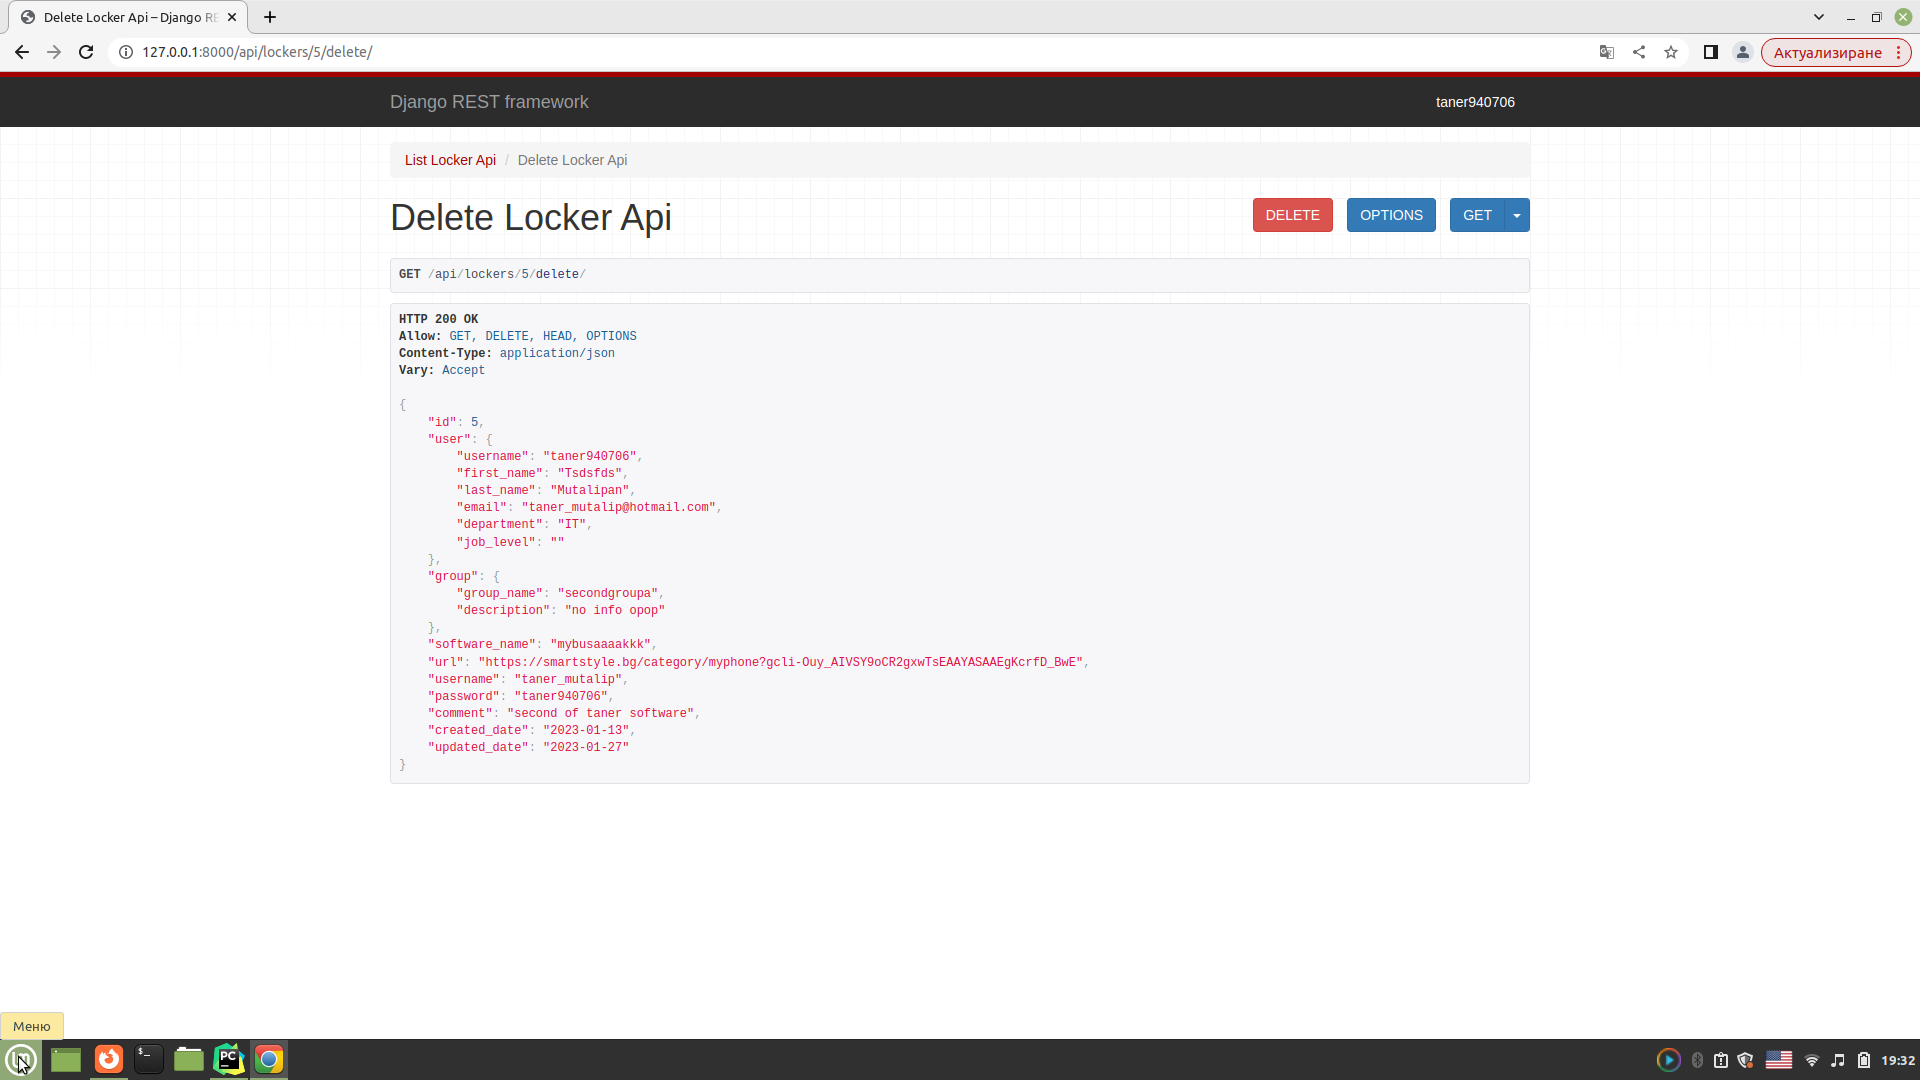 Delete Locker Api – Django RE
127.0.0.1:8000/api/lockers/5/delete/
Актуализиране
Django REST framework
taner940706
List Locker Api / Delete Locker Api
Delete Locker Api
DELETE
OPTIONS
GET
GET /api/lockers/5/delete/
HTTP 200 OK
Allow: GET, DELETE, HEAD, OPTIONS
Content-Type: application/json
Vary: Accept
{
"id": 5,
"user": {
"username": "taner940706",
"first_name": "Tsdsfds",
"last_name": "Mutalipan",
"email": "taner_mutalip@hotmail.com",
"department": "IT",
"job_level": ""
},
"group": {
"group_name": "secondgroupa",
"description": "no info opop"
},
"software_name": "mybusaaaakkk",
"url": "https://smartstyle.bg/category/myphone?gcli-Ouy_AIVSY9oCR2gxwTsEAAYASAAEgKcrfD_BwE",
"username": "taner_mutalip",
"password": "taner940706",
"comment": "second of taner software",
"created_date": "2023-01-13",
"updated_date": "2023-01-27"
}
Меню
$_
PC
19:32